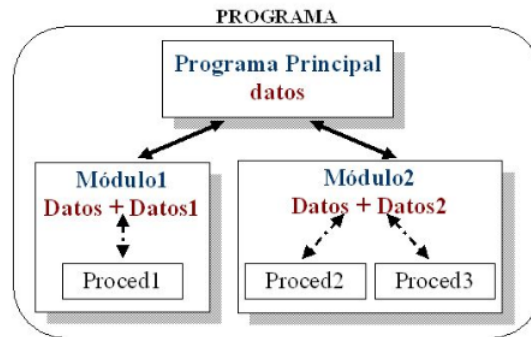 PROGRAMA
Programa Principal
datos
Módulo1
Datos + Datos1
Proced1
Módulo2
Datos + Datos2
Proced2
Proced3